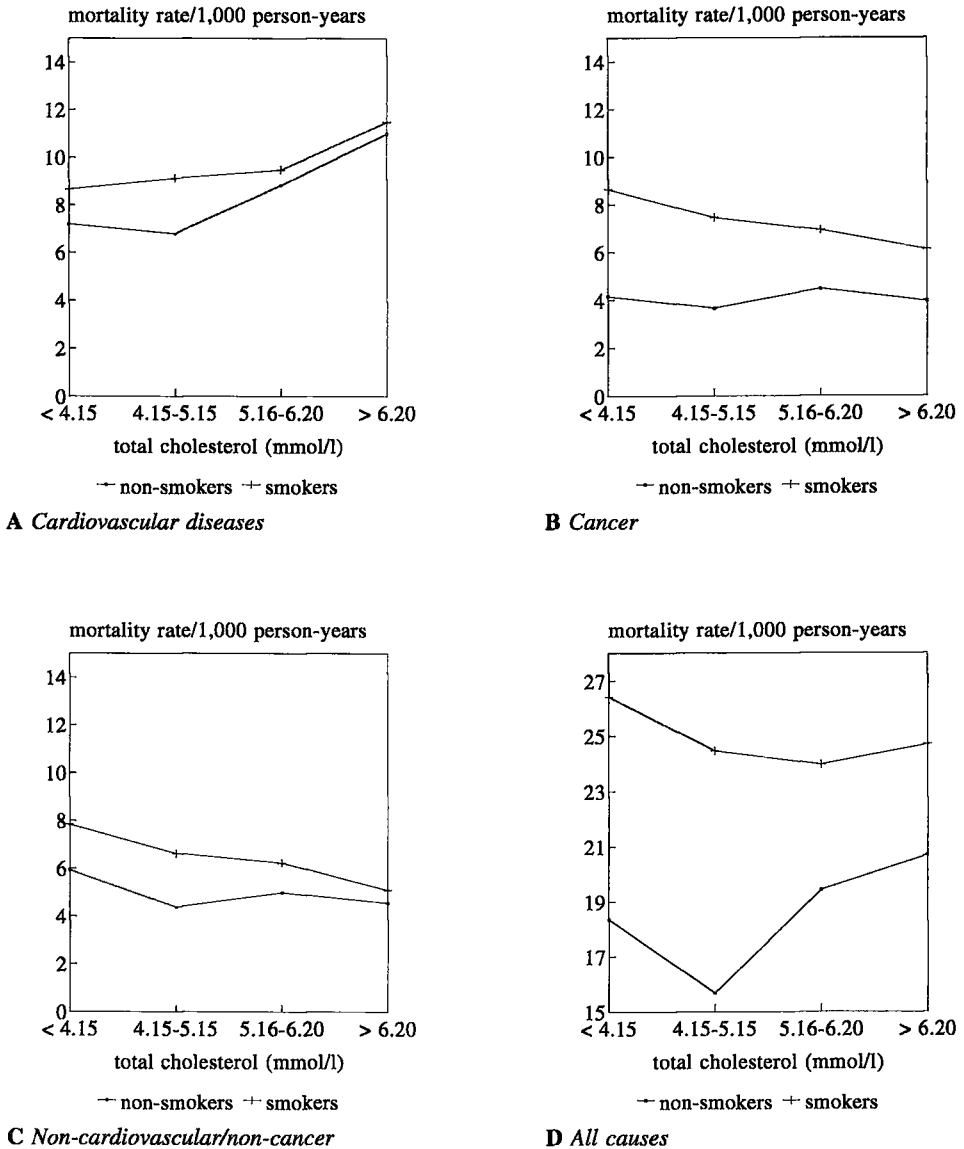 mortality rate/1,000 person-years
14
12
10
8
6
4
2
0
< 4.15 4.15-5.15 5.16-6.20 > 6.20
total cholesterol (mmol/l)
non-smokers smokers
A Cardiovascular diseases
mortality rate/1,000 person-years
14
12
10
8
6
4
2
0
< 4.15 4.15-5.15 5.16-6.20 > 6.20
total cholesterol (mmol/l)
non-smokers smokers
B Cancer
mortality rate/1,000 person-years
14
12
10
8
6
4
2
0
< 4.15 4.15-5.15 5.16-6.20 > 6.20
total cholesterol (mmol/l)
non-smokers smokers
C Non-cardiovascular/non-cancer
mortality rate/1,000 person-years
27
25
23
21
19
17
15
< 4.15 4.15-5.15 5.16-6.20 > 6.20
total cholesterol (mmol/l)
non-smokers smokers
D All causes